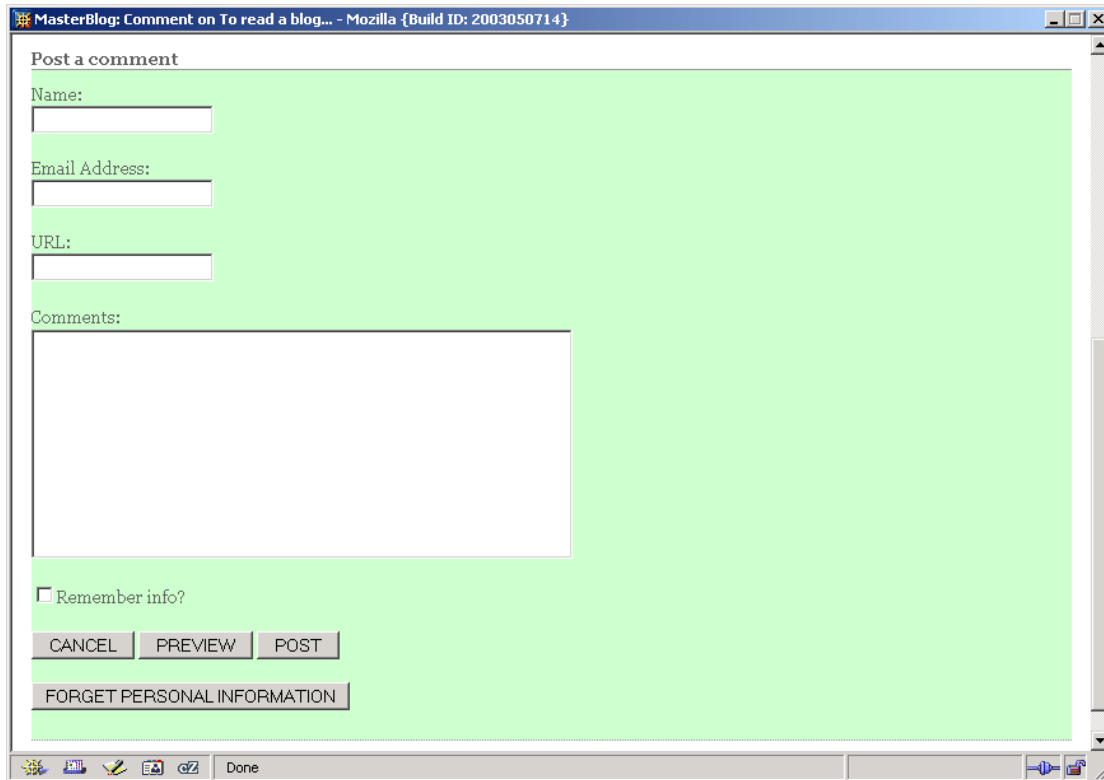 MasterBlog: Comment on To read a blog... - Mozilla {Build ID: 2003050714}
Post a comment
Name:
Email Address:
URL:
Comments:
Remember info?
CANCEL PREVIEW POST
FORGET PERSONAL INFORMATION
cZ Done